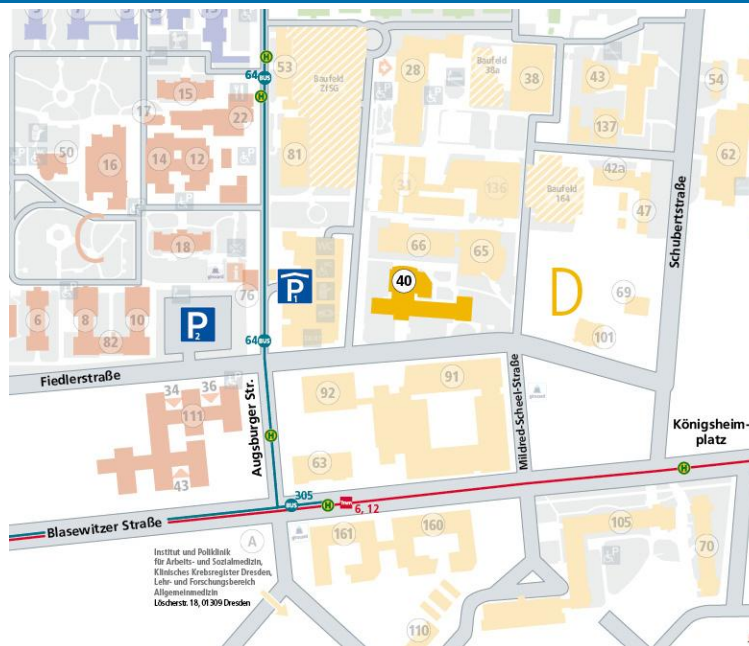 53
Baufeld
ZfSG
28
Baufeld
38a
38
43
54
64 BUS
H
H
15
17
22
137
62
50
16
14
12
81
31
136
Baufeld
164
42a
47
Schubertstraße
C
18
66
65
WC
40
D
69
76
P
1
6
8
10
82
P
2
64 BUS
101
Fiedlerstraße
34
36
111
43
Augsburger Str.
H
92
91
63
Mildred-Scheel-Straße
Königsheim-
platz
H
305
BUS
H
6, 12
Blasewitzer Straße
A
161
160
105
70
Institut und Poliklinik
für Arbeits- und Sozialmedizin,
Klinisches Krebsregister Dresden,
Lehr- und Forschungsbereich
Allgemeinmedizin
Löscherstr. 18, 01309 Dresden
110